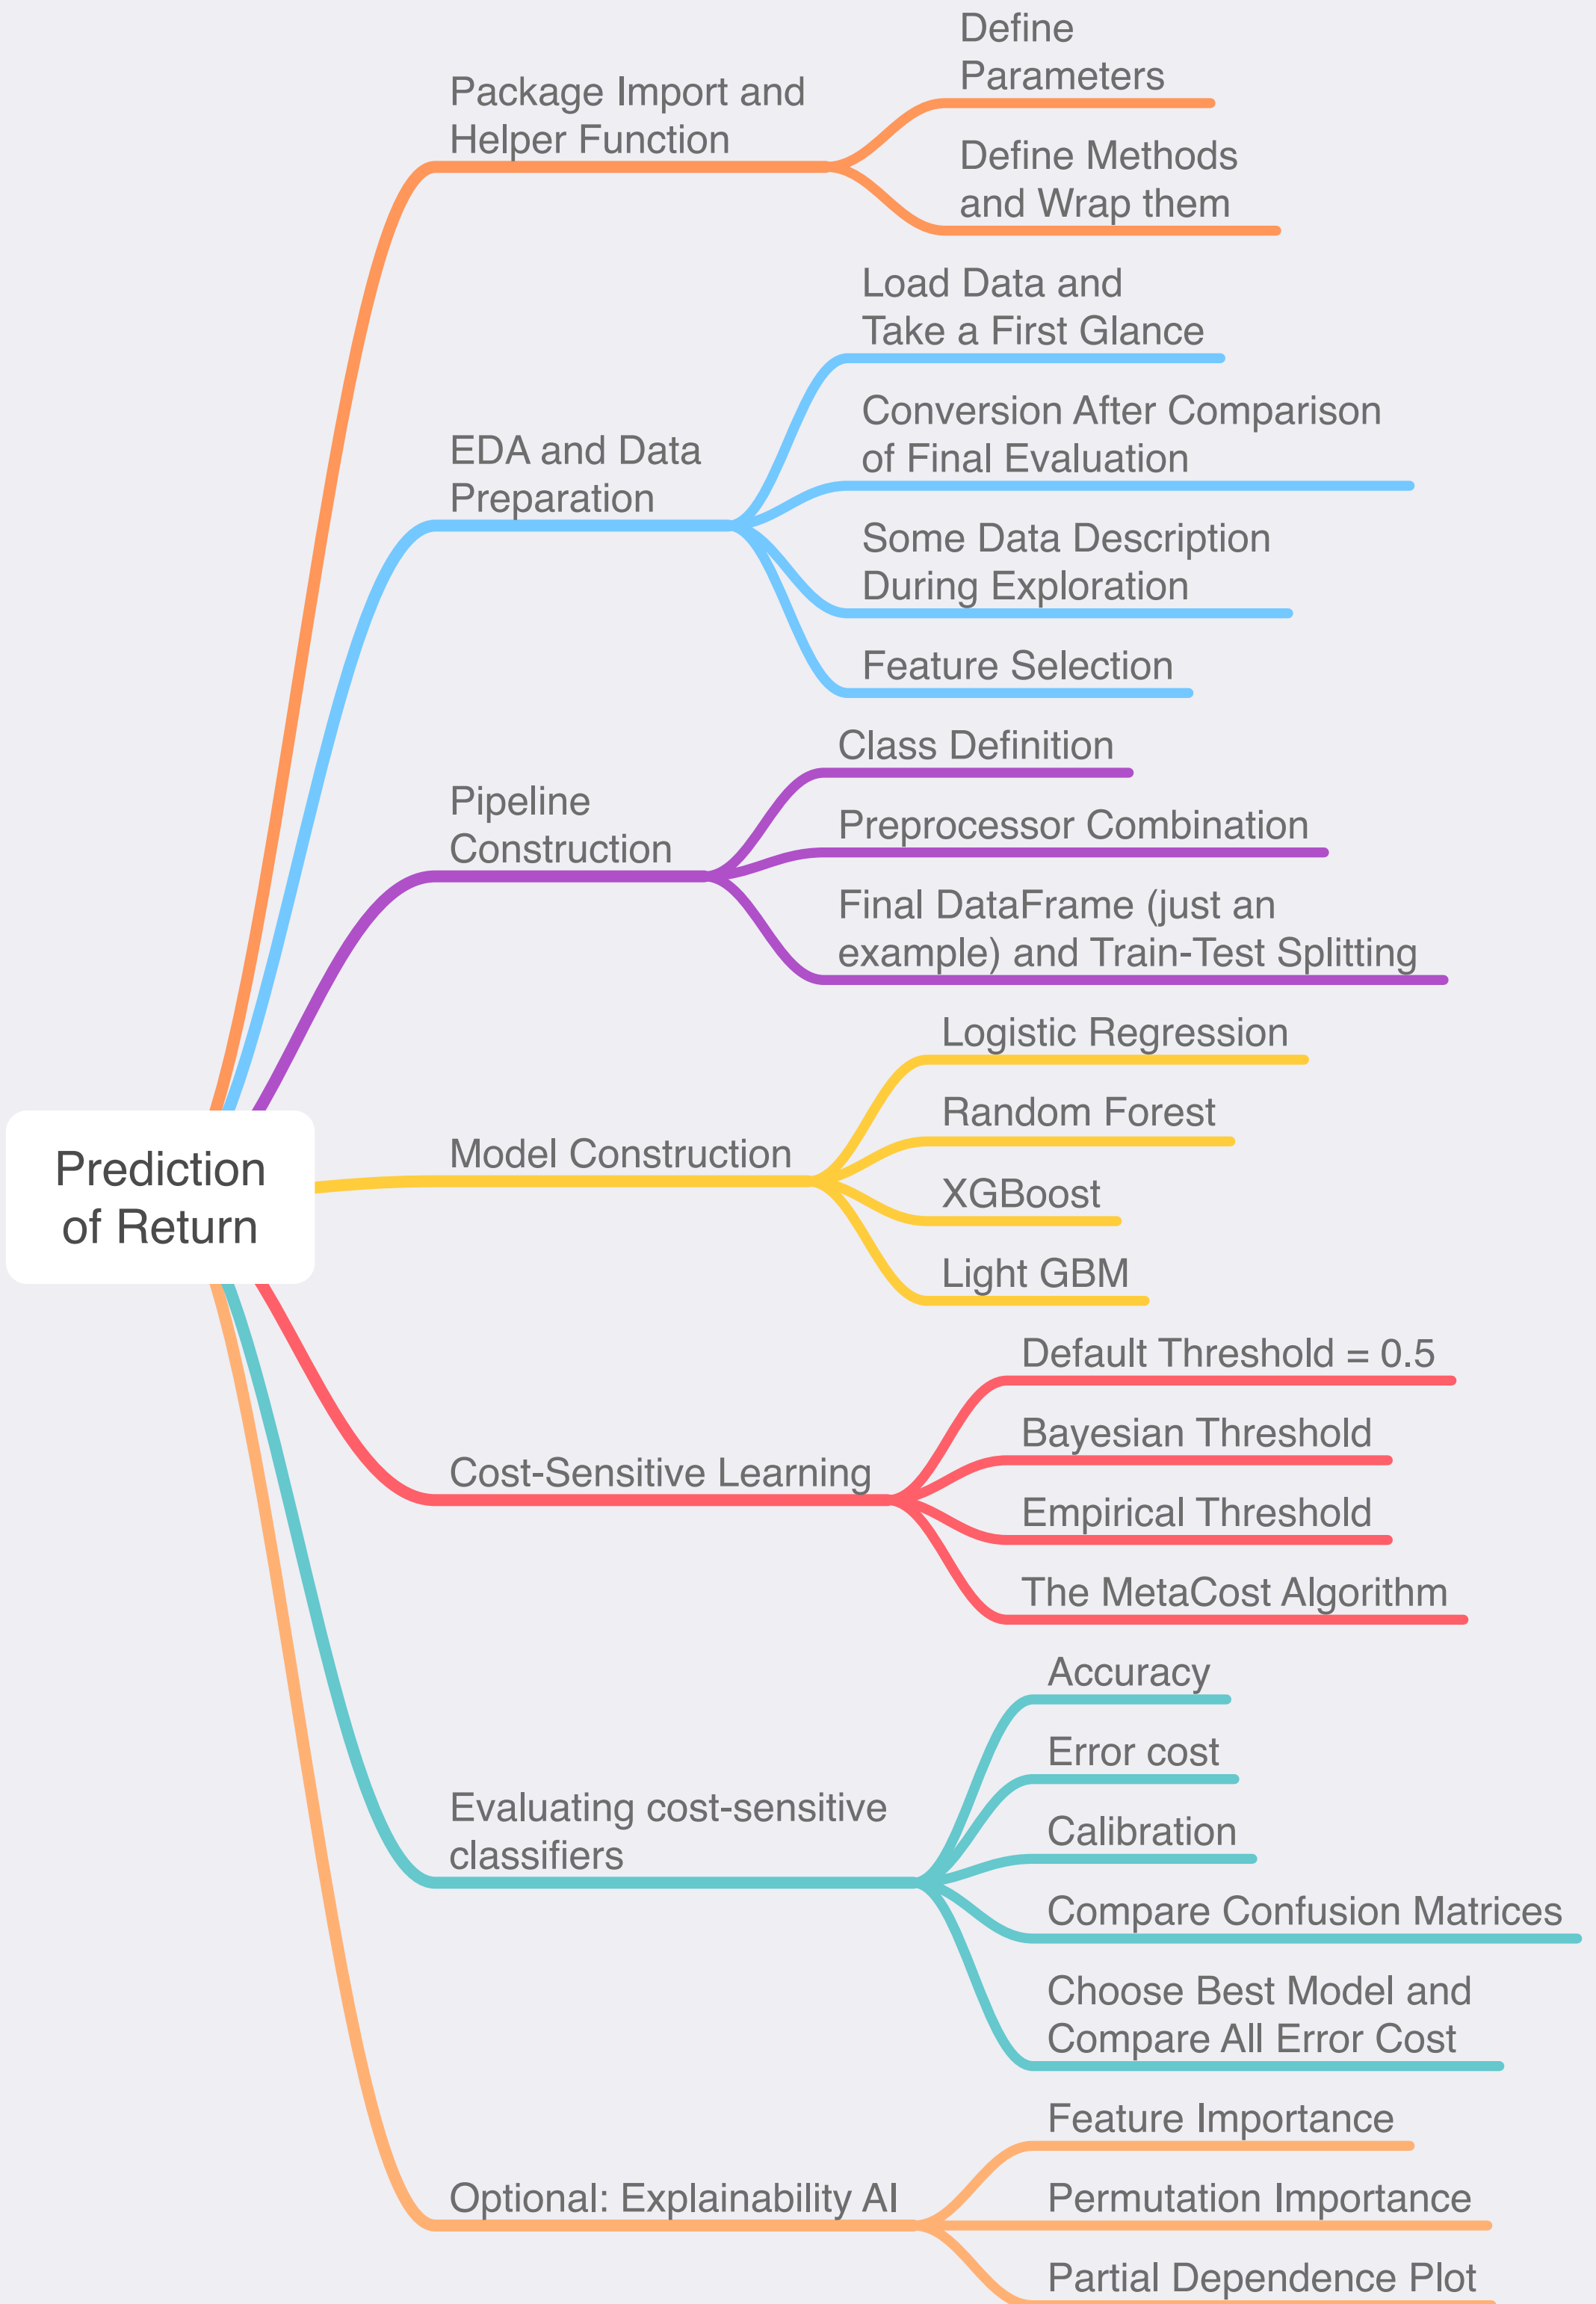 Define
Parameters
Package Import and
Helper Function
Define Methods
and Wrap them
Load Data and
Take a First Glance
Conversion After Comparison
of Final Evaluation
EDA and Data
Preparation
Some Data Description
During Exploration
Feature Selection
Class Definition
Pipeline
Construction
Preprocessor Combination
Final DataFrame (just an
example) and Train-Test Splitting
Logistic Regression
Random Forest
Model Construction
XGBoost
Light GBM
Prediction
of Return
Default Threshold = 0.5
Bayesian Threshold
Cost-Sensitive Learning
Empirical Threshold
The MetaCost Algorithm
Accuracy
Error cost
Evaluating cost-sensitive
classifiers
Calibration
Compare Confusion Matrices
Choose Best Model and
Compare All Error Cost
Feature Importance
Optional: Explainability AI
Permutation Importance
Partial Dependence Plot